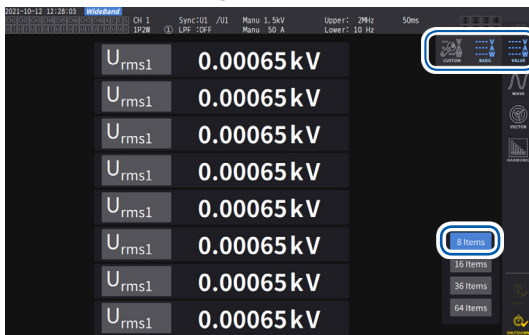 2021-10-12 12:28:03 WideBand
CH 1 Sync:U1 /U1 Manu 1.5kV Upper: 2MHz 50ms
1P2W ① LPF :OFF Manu 50 A Lower: 10 Hz
1 2 3 4
V A W
CUSTOM BASIC VALUE
Urms1 0.00065kV
WAVE
Urms1 0.00065kV
VECTOR
Urms1 0.00065kV
HARMONIC
Urms1 0.00065kV
Urms1 0.00065kV
Urms1 0.00065kV
8 Items
16 Items
Urms1 0.00065kV
36 Items
64 Items
Urms1 0.00065kV
SHUTDOWN